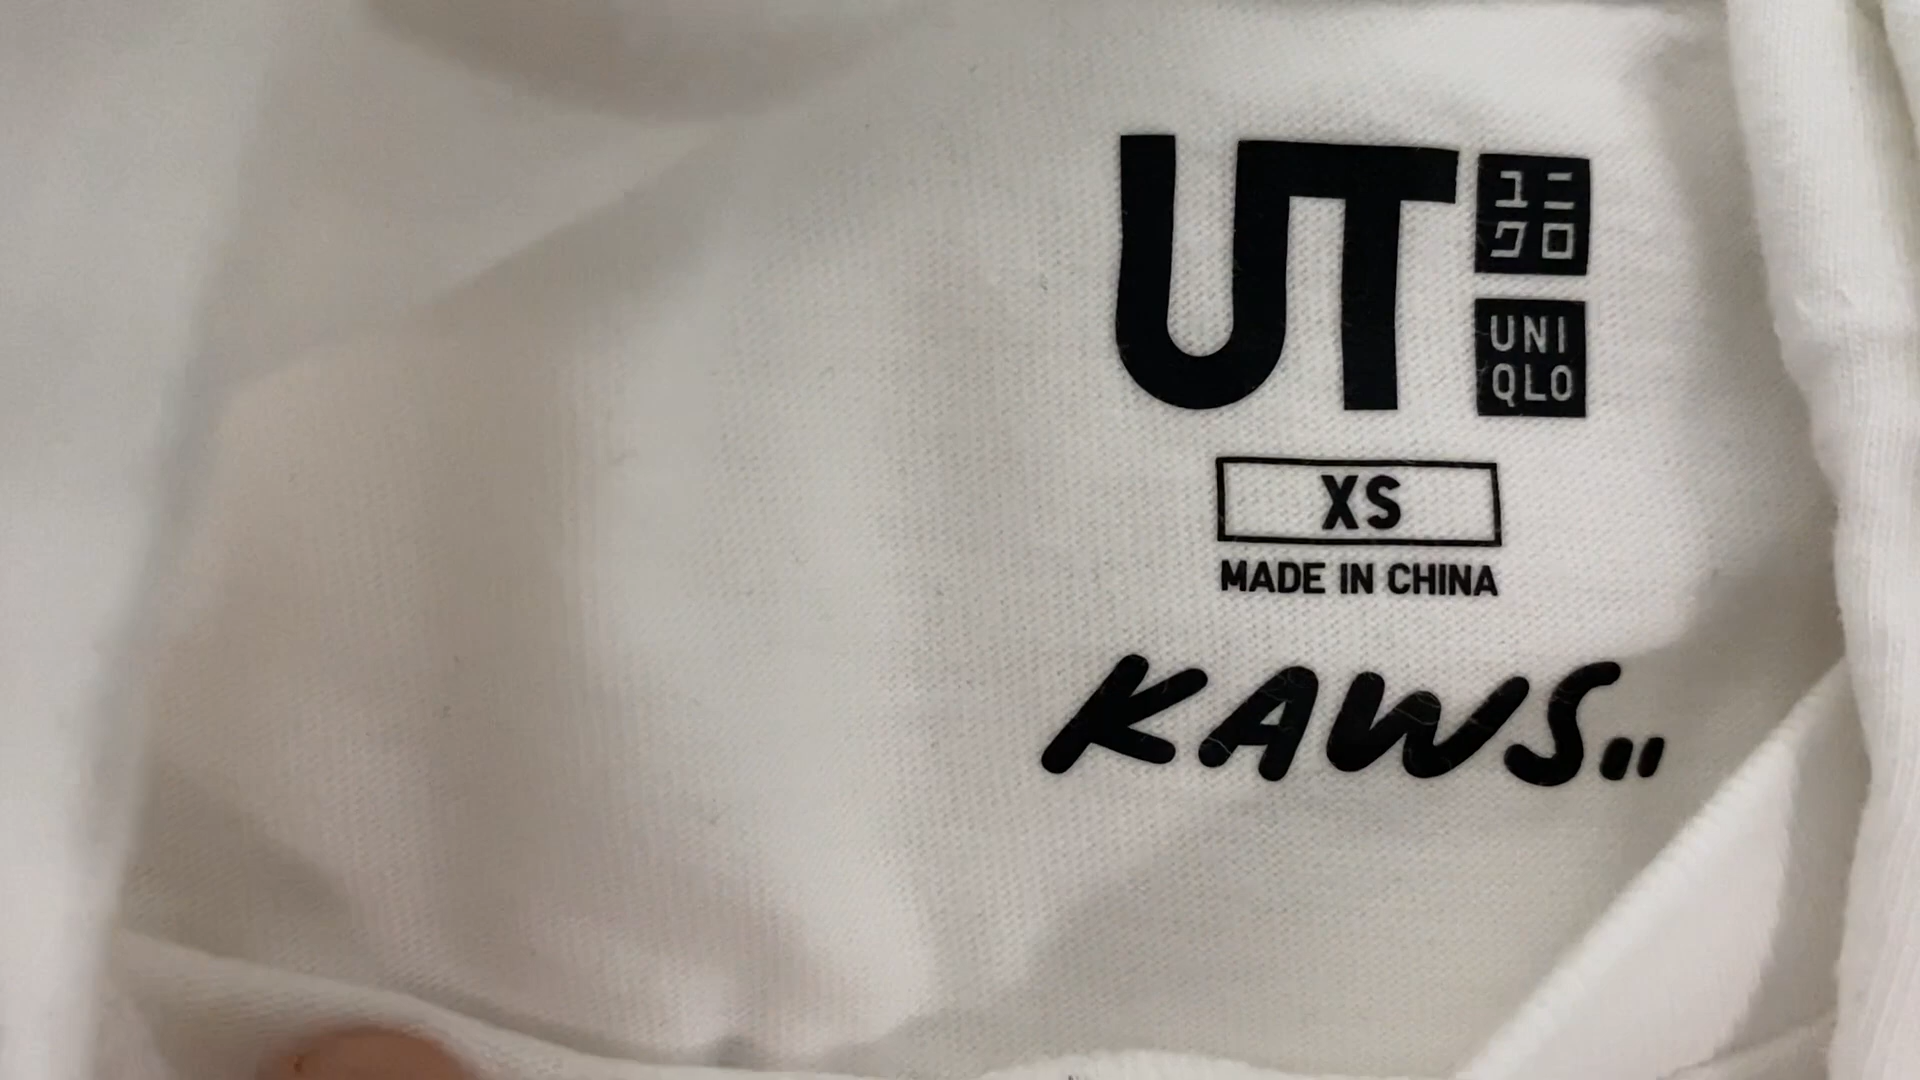 UT
ユニ
クロ
UNI
QLO
XS
MADE IN CHINA
KAWS..